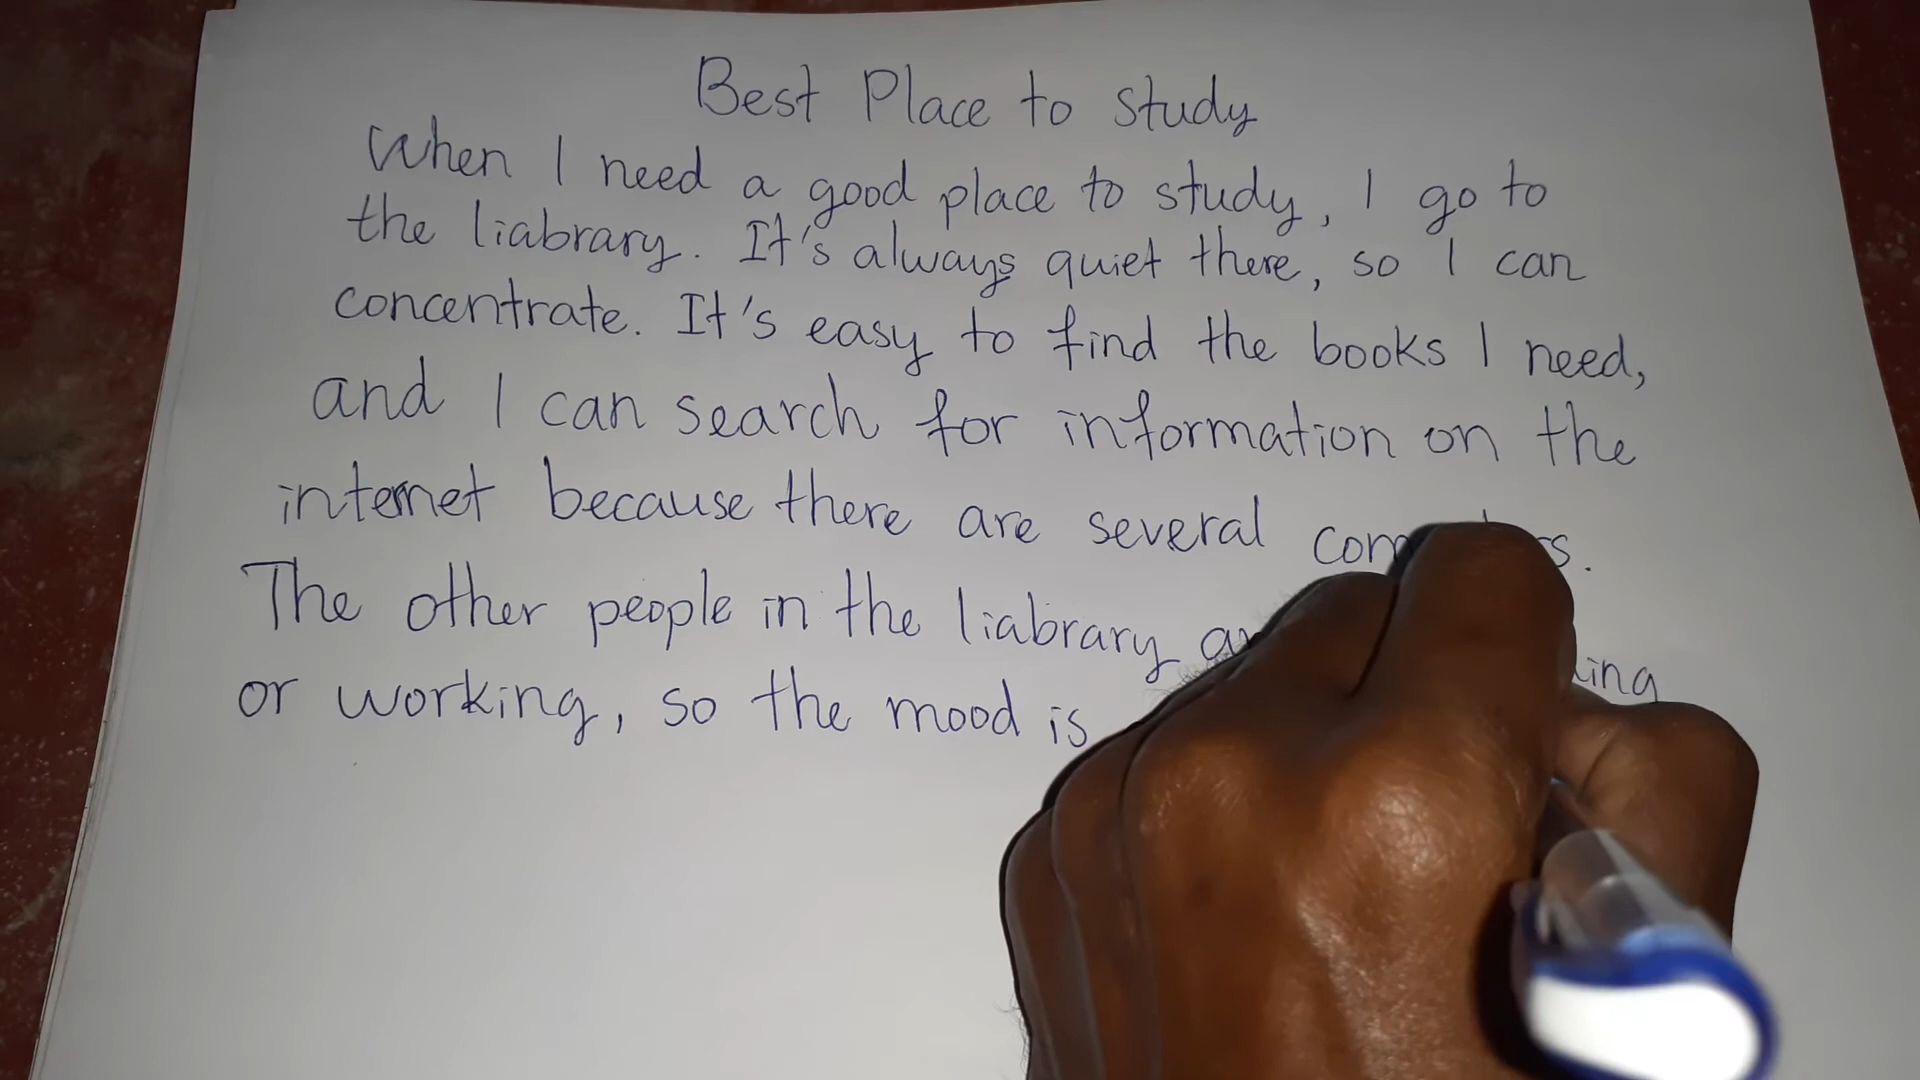 Best Place to study
When I need a good place to study, I go to
the liabrary. It's always quiet there, so I can
concentrate. It's easy to find the books I need,
and I can search for information on the
internet because there are several
The other people in the liabrary
or working, so the mood is